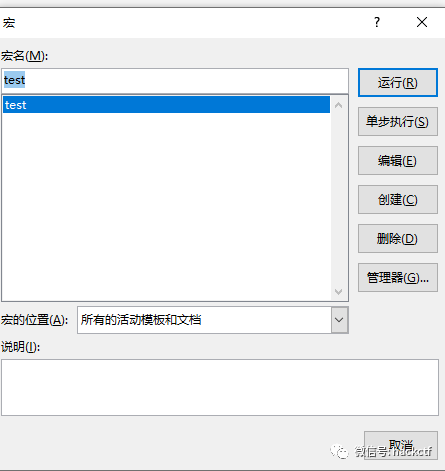 宏
?
宏名(M):
test
运行(R)
test
单步执行(S)
编辑(E)
创建(C)
删除(D)
管理器(G)...
宏的位置(A):
所有的活动模板和文档
说明(I):
取消
微信号: hackctf